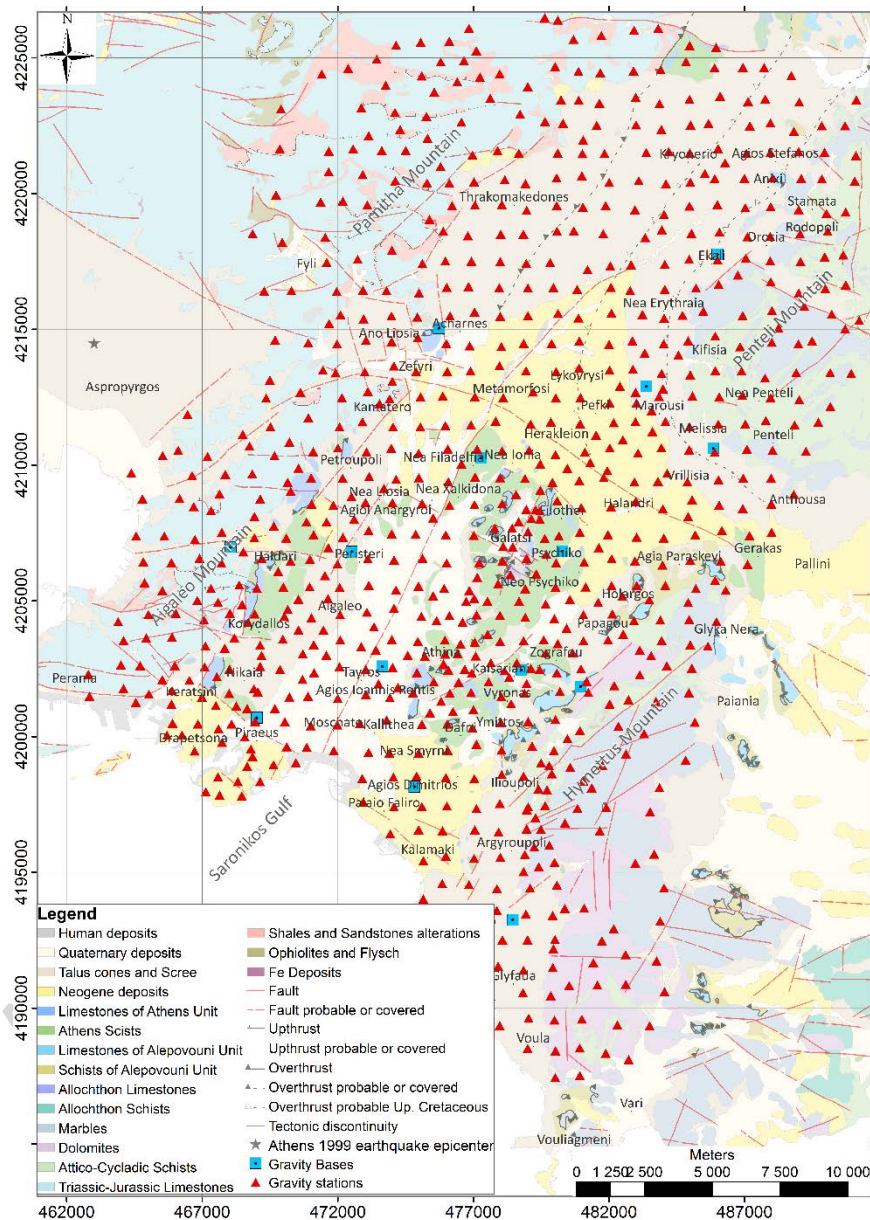 N
4225000
4220000
4215000
4210000
4205000
4200000
4195000
4190000
Parnitha Mountain
Kryonerio
Agios Stefanos
Anixi
Thrakomakedones
Stamata
Rodopoli
Drosia
Ekali
Fyli
Nea Erythraia
Penteli Mountain
Acharnes
Ano Liosia
Kifisia
Zefyri
Aspropyrgos
Metamorfosi
Lykovrysi
Nea Penteli
Kamatero
Pefki
Marousi
Herakleion
Melissia
Penteli
Petroupoli
Nea Filadelfia
Nea Ionia
Vrilissia
Nea Liosia
Nea Xalkidona
Anthousa
Agioi Anargyroi
Filothei
Halandri
Galatsi
Haidari
Peristeri
Psychiko
Agia Paraskevi
Gerakas
Pallini
Aigaleo Mountain
Neo Psychiko
Aigaleo
Holargos
Korydallos
Papagou
Glyka Nera
Athina
Zografou
Perama
Nikaia
Tayros
Kaisariani
Keratsini
Agios Ioannis Rentis
Vyronas
Paiania
Drapetsona
Piraeus
Moschato
Kallithea
Dafni
Ymittos
Nea Smyrni
Hymettus Mountain
Agios Dimitrios
Ilioupoli
Palaio Faliro
Saronikos Gulf
Kalamaki
Argyroupoli
Glyfada
Voula
Vari
Vouliagmeni
Legend
Human deposits
Quaternary deposits
Talus cones and Scree
Neogene deposits
Limestones of Athens Unit
Athens Scists
Limestones of Alepovouni Unit
Schists of Alepovouni Unit
Allochthon Limestones
Allochthon Schists
Marbles
Dolomites
Attico-Cycladic Schists
Triassic-Jurassic Limestones
Shales and Sandstones alterations
Ophiolites and Flysch
Fe Deposits
Fault
Fault probable or covered
Upthrust
Upthrust probable or covered
Overthrust
Overthrust probable or covered
Overthrust probable Up. Cretaceous
Tectonic discontinuity
Athens 1999 earthquake epicenter
Gravity Bases
Gravity stations
Meters
0 1 250 2 500 5 000 7 500 10 000
462000 467000 472000 477000 482000 487000